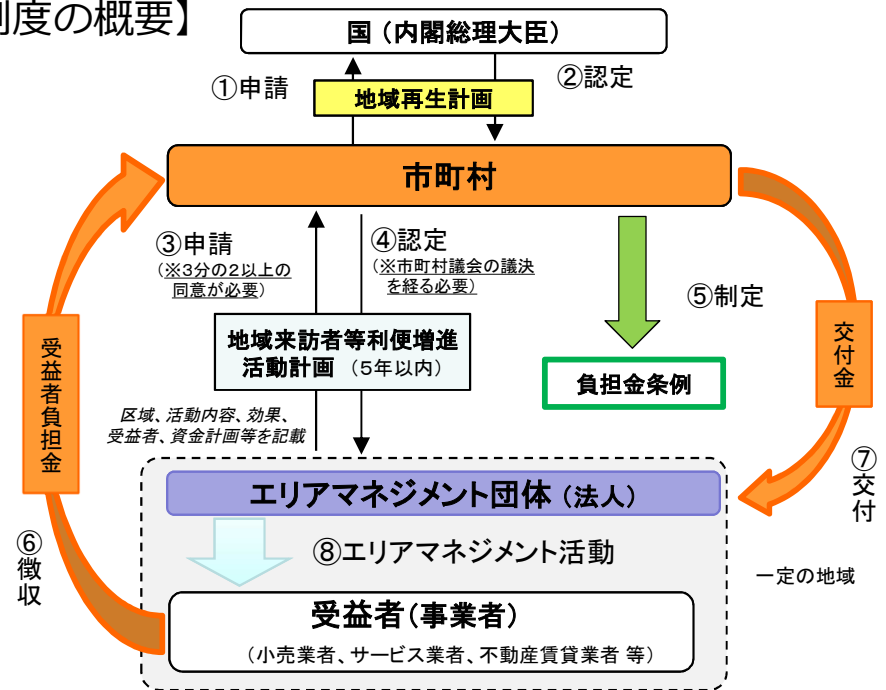 度の概要】
国（内閣総理大臣）
①申請
②認定
地域再生計画
市町村
③申請
（※３分の２以上の
同意が必要）
④認定
（※市町村議会の議決
を経る必要）
⑤制定
地域来訪者等利便増進
活動計画（５年以内）
負担金条例
受益者負担金
交付金
区域、活動内容、効果、
受益者、資金計画等を記載
⑦交付
エリアマネジメント団体（法人）
⑥徴収
⑧エリアマネジメント活動
一定の地域
受益者（事業者）
（小売業者、サービス業者、不動産賃貸業者 等）